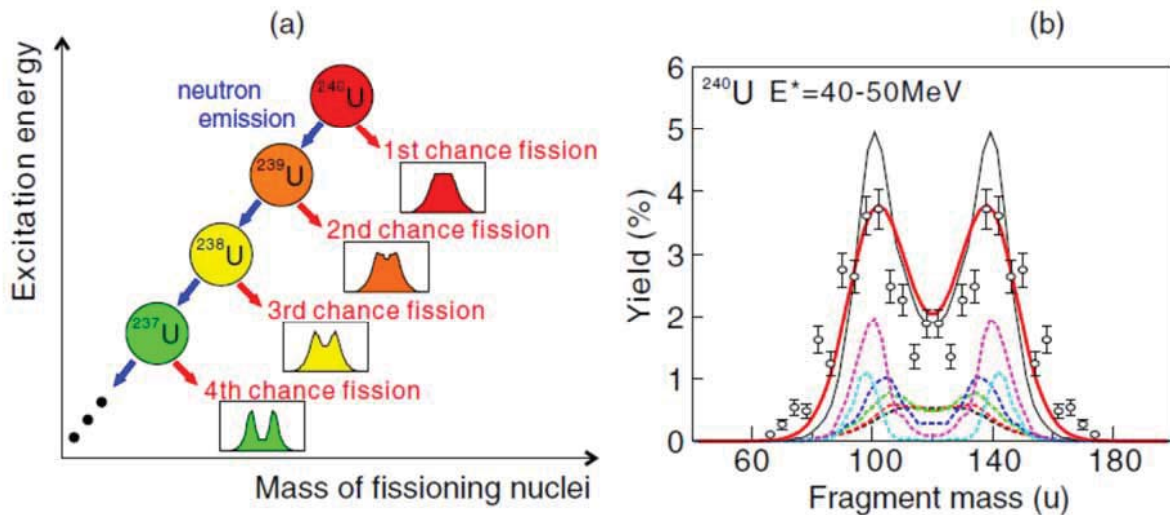 (a)
Excitation energy
neutron
emission
240U
1st chance fission
239U
2nd chance fission
238U
3rd chance fission
237U
4th chance fission
Mass of fissioning nuclei
(b)
240U E*=40-50MeV
Yield (%)
6
5
4
3
2
1
0
60 100 140 180
Fragment mass (u)